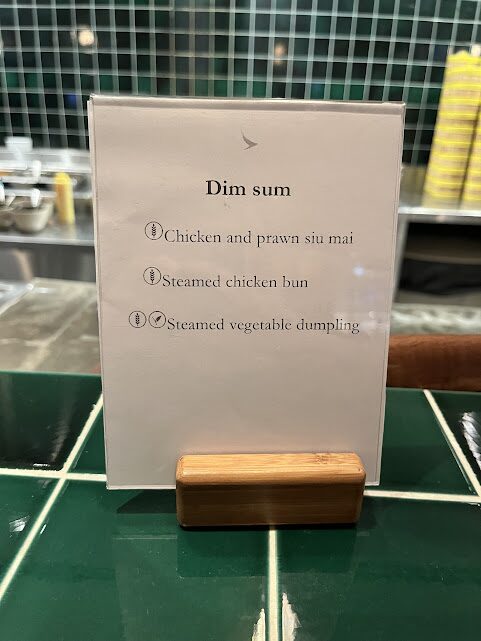 Dim sum
Chicken and prawn siu mai
Steamed chicken bun
Steamed vegetable dumpling